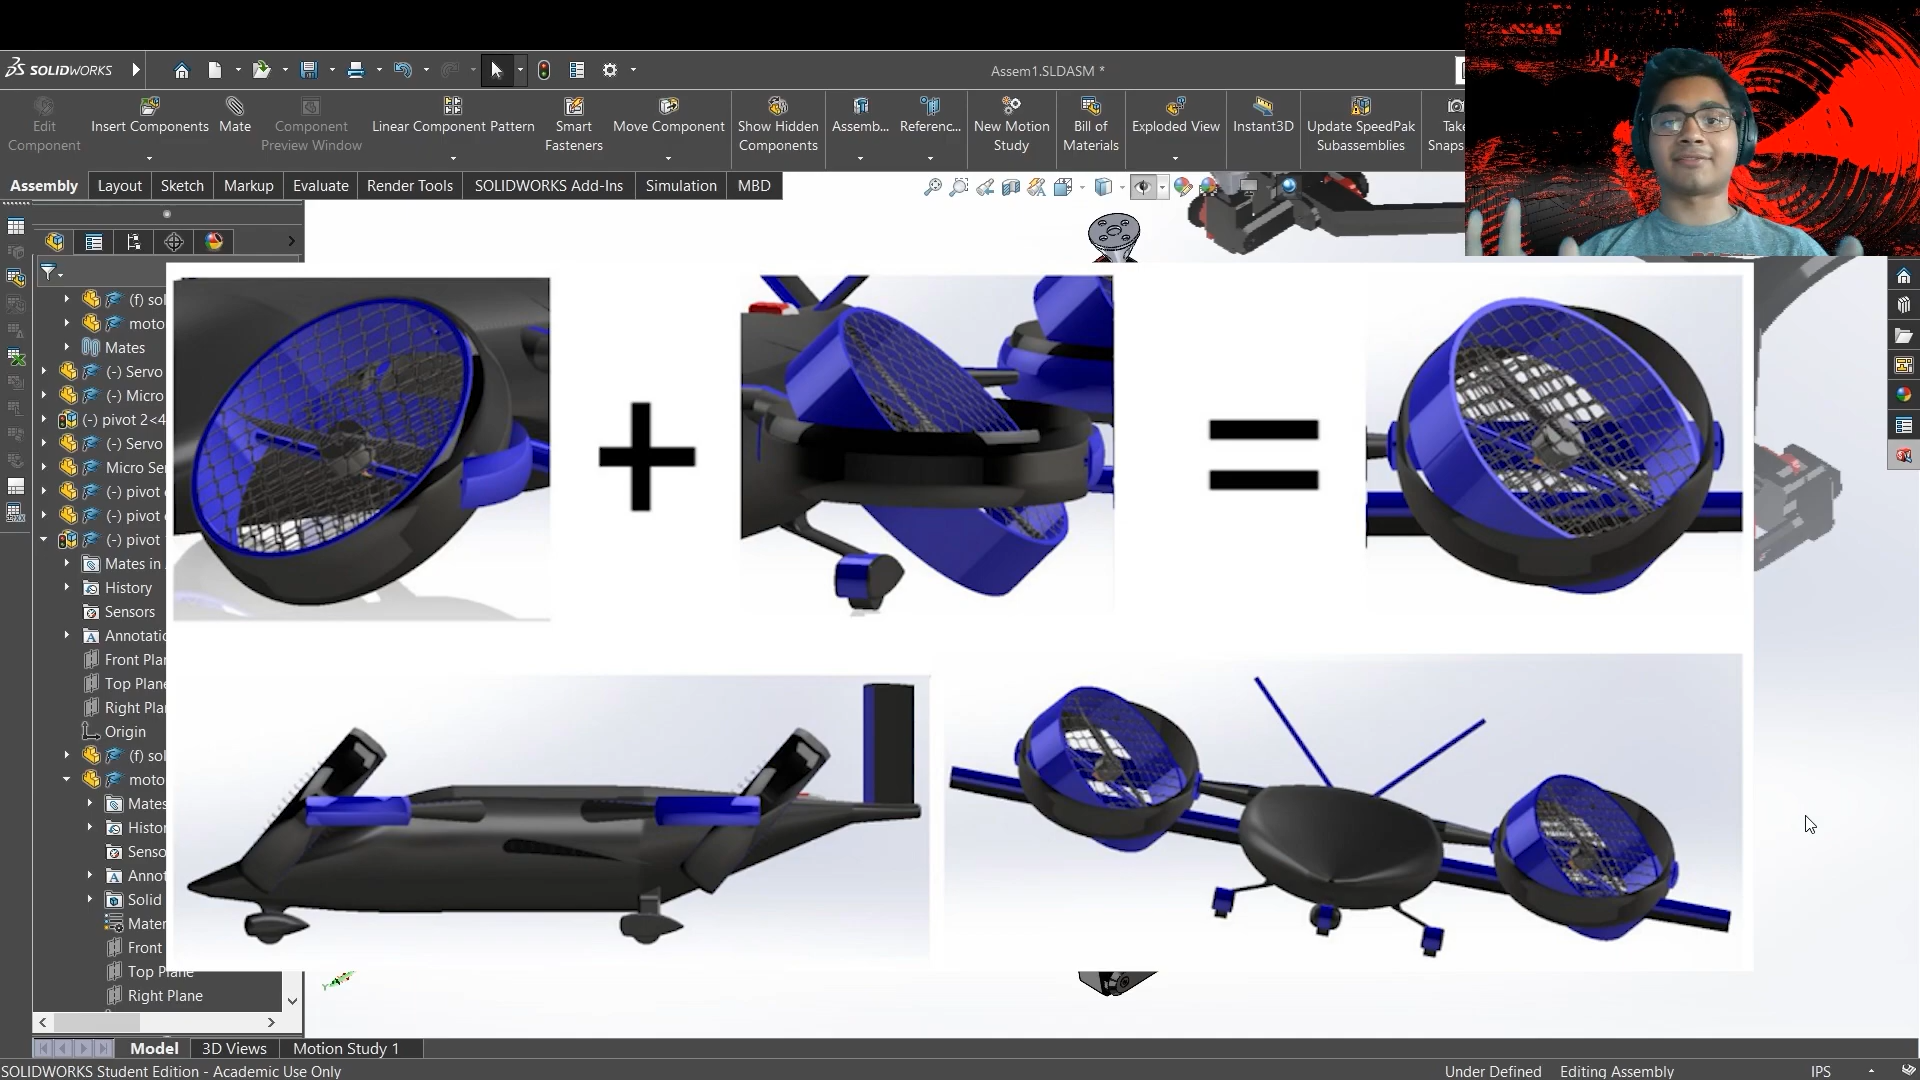 SOLIDWORKS
Assem1.SLDASM *
Edit Component
Insert Components
Mate
Component Preview Window
Linear Component Pattern
Smart Fasteners
Move Component
Show Hidden Components
Assemb...
Referenc...
New Motion Study
Bill of Materials
Exploded View
Instant3D
Update SpeedPak Subassemblies
Take Snaps
Assembly
Layout
Sketch
Markup
Evaluate
Render Tools
SOLIDWORKS Add-Ins
Simulation
MBD
(f) sol
moto
Mates
(-) Servo
(-) Micro
(-) pivot 2<4
(-) Servo
Micro Se
(-) pivot
(-) pivot
(-) pivot
Mates in
History
Sensors
Annotatio
Front Pla
Top Plane
Right Pla
Origin
(f) sol
moto
Mates
Histor
Senso
Annot
Solid
Mater
Front
Top Plane
Right Plane
+
=
Model
3D Views
Motion Study 1
SOLIDWORKS Student Edition - Academic Use Only
Under Defined
Editing Assembly
IPS